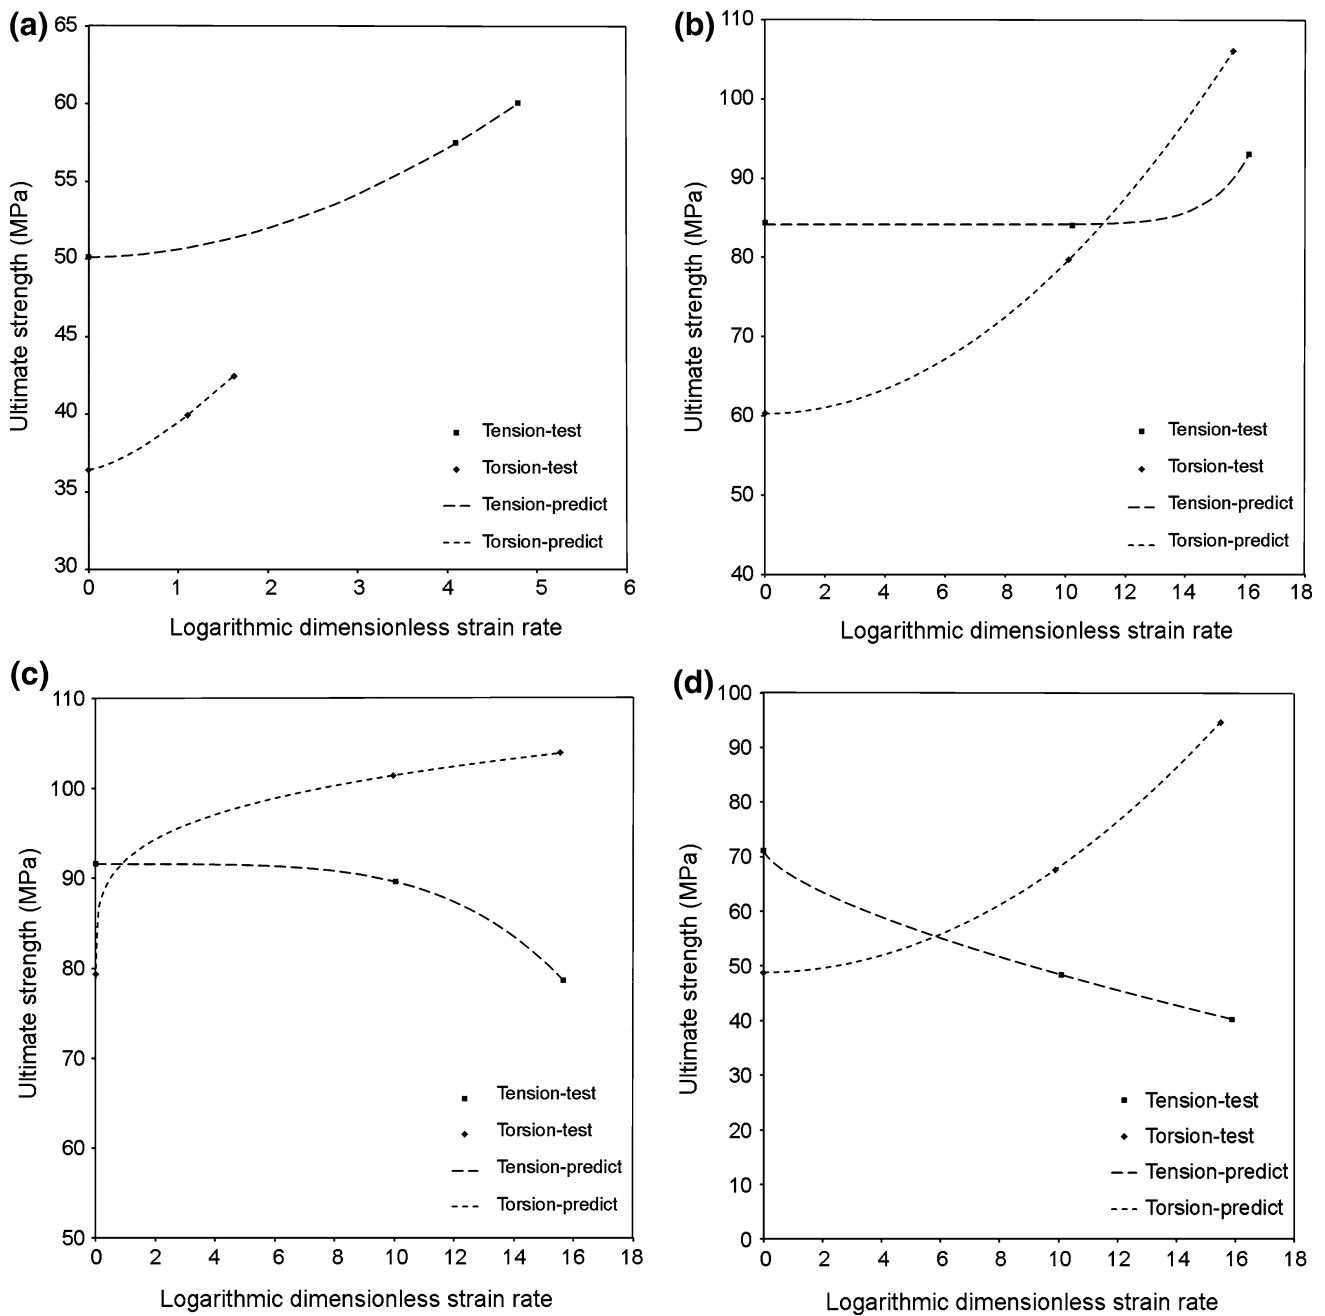 (a)
65
60
55
50
45
40
35
30
Ultimate strength (MPa)
Tension-test
Torsion-test
Tension-predict
Torsion-predict
0 1 2 3 4 5 6
Logarithmic dimensionless strain rate
(b)
110
100
90
80
70
60
50
40
Ultimate strength (MPa)
Tension-test
Torsion-test
Tension-predict
Torsion-predict
0 2 4 6 8 10 12 14 16 18
Logarithmic dimensionless strain rate
(c)
110
100
90
80
70
60
50
Ultimate strength (MPa)
Tension-test
Torsion-test
Tension-predict
Torsion-predict
0 2 4 6 8 10 12 14 16 18
Logarithmic dimensionless strain rate
(d)
100
90
80
70
60
50
40
30
20
10
0
Ultimate strength (MPa)
Tension-test
Torsion-test
Tension-predict
Torsion-predict
0 2 4 6 8 10 12 14 16 18
Logarithmic dimensionless strain rate